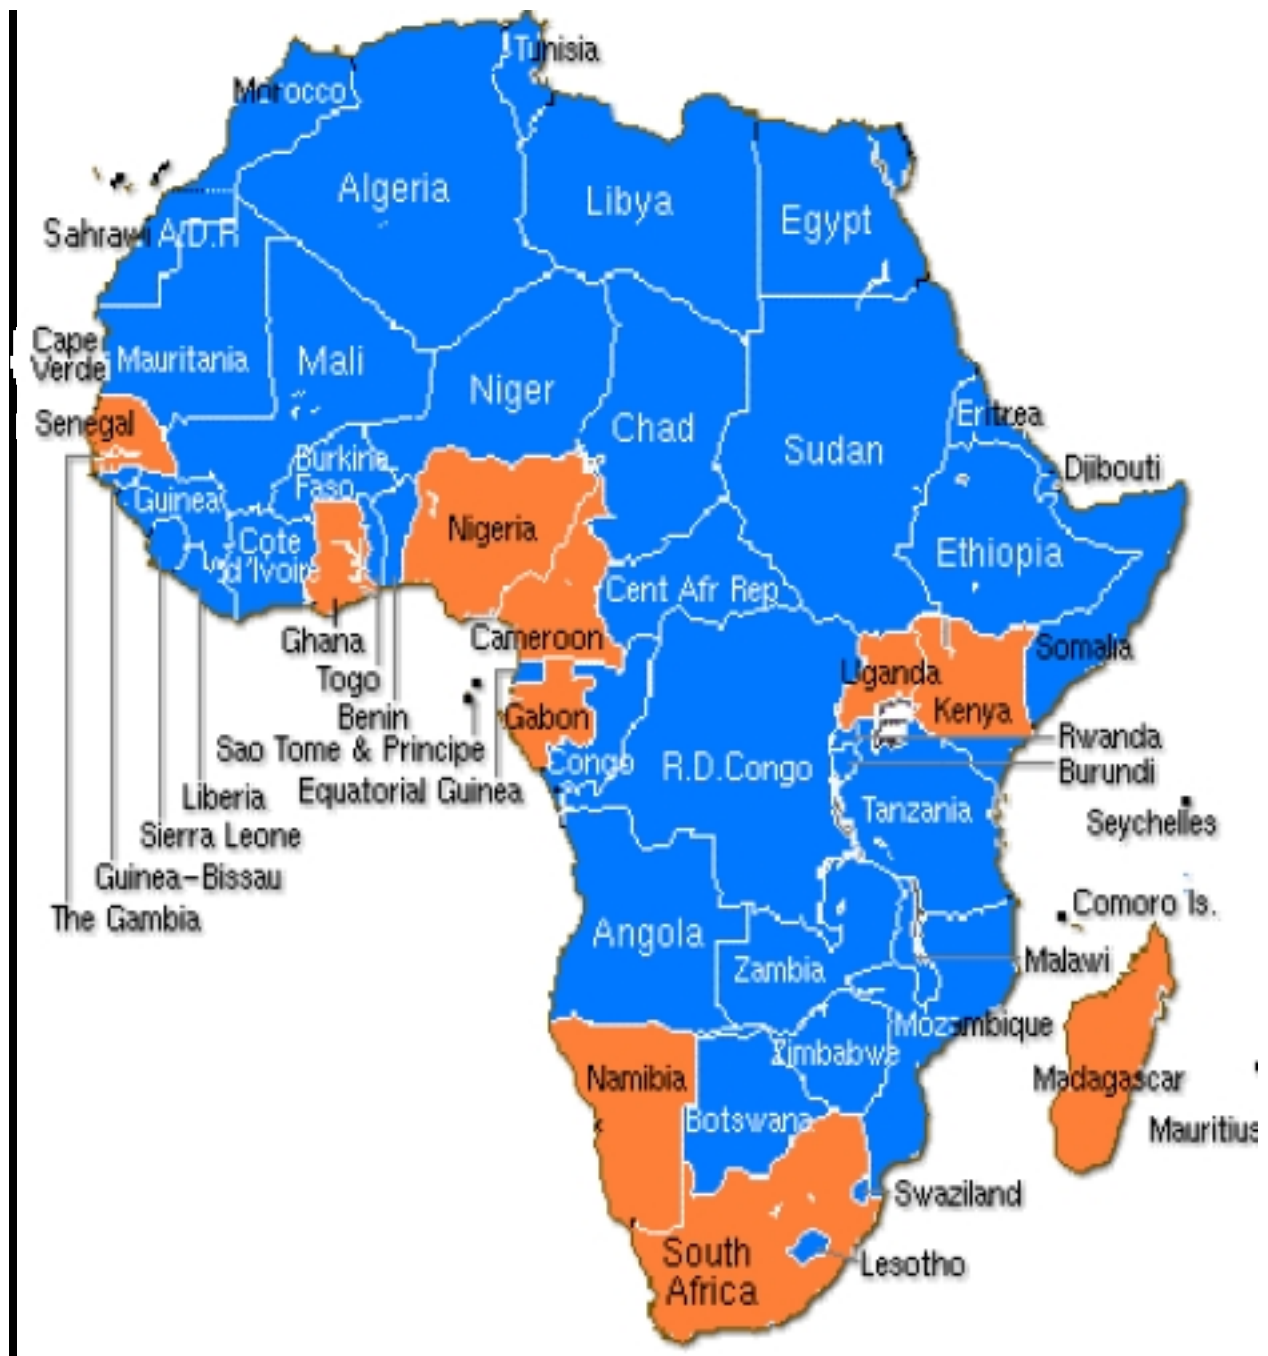 Tunisia
Morocco
Algeria
Libya
Egypt
Sahrawi A.D.R
Cape
Verde
Mauritania
Mali
Niger
Chad
Sudan
Eritrea
Senegal
Djibouti
Burkina
Faso
Guinea
Nigeria
Cote
d'Ivoire
Ethiopia
Cent Afr Rep
Ghana
Cameroon
Somalia
Togo
Uganda
Benin
Gabon
Kenya
Sao Tome & Principe
Rwanda
Congo
R.D.Congo
Burundi
Equatorial Guinea
Liberia
Tanzania
Seychelles
Sierra Leone
Guinea-Bissau
The Gambia
Comoro Is.
Angola
Zambia
Malawi
Mozambique
Zimbabwe
Namibia
Madagascar
Botswana
Mauritius
Swaziland
South
Africa
Lesotho